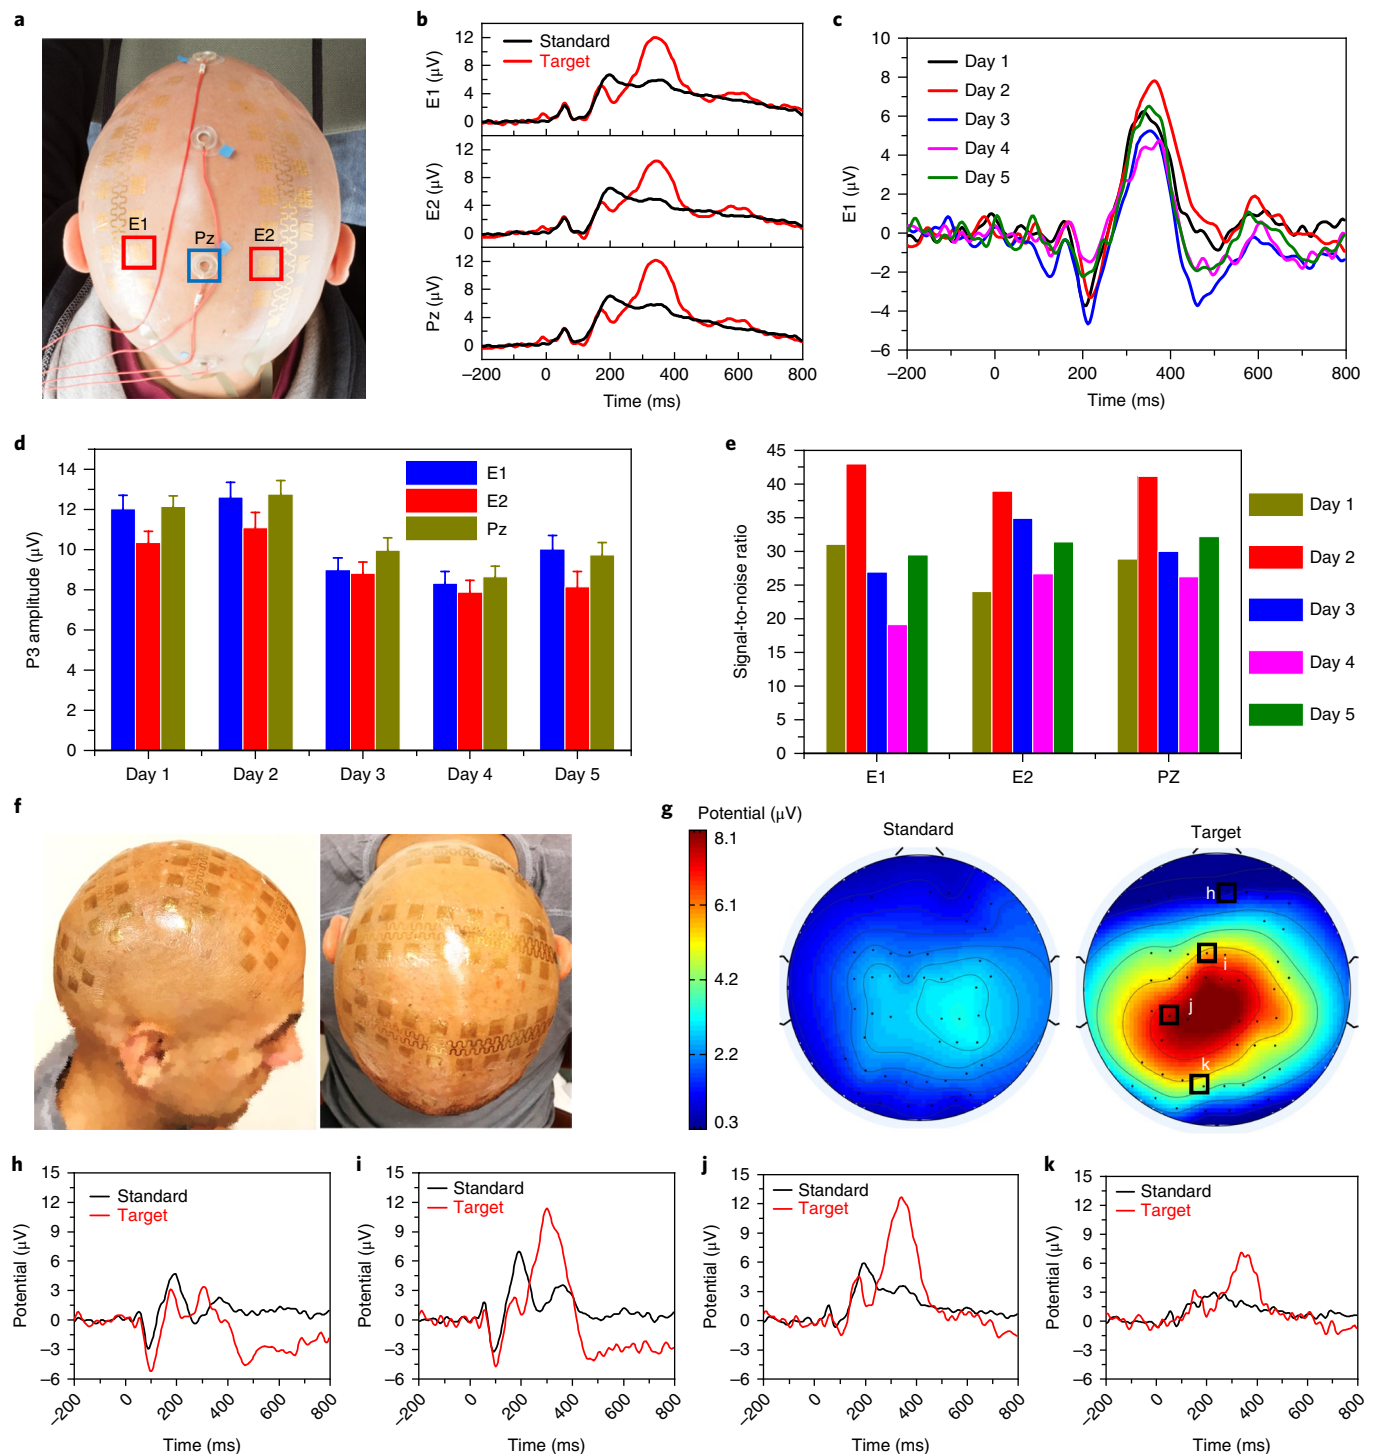 a
E1
Pz
E2
b
Standard
Target
E1 (μV)
12
8
4
0
E2 (μV)
12
8
4
0
Pz (μV)
12
8
4
0
−200 0 200 400 600 800
Time (ms)
c
Day 1
Day 2
Day 3
Day 4
Day 5
E1 (μV)
10
8
6
4
2
0
−2
−4
−6
−200 0 200 400 600 800
Time (ms)
d
E1
E2
Pz
P3 amplitude (μV)
14
12
10
8
6
4
2
0
Day 1 Day 2 Day 3 Day 4 Day 5
e
Signal-to-noise ratio
45
40
35
30
25
20
15
10
5
0
E1 E2 PZ
Day 1
Day 2
Day 3
Day 4
Day 5
f
g
Potential (μV)
8.1
6.1
4.2
2.2
0.3
Standard
Target
h
i
j
k
h
Standard
Target
Potential (μV)
15
12
9
6
3
0
−3
−6
−200 0 200 400 600 800
Time (ms)
i
Standard
Target
Potential (μV)
15
12
9
6
3
0
−3
−6
−200 0 200 400 600 800
Time (ms)
j
Standard
Target
Potential (μV)
15
12
9
6
3
0
−3
−6
−200 0 200 400 600 800
Time (ms)
k
Standard
Target
Potential (μV)
15
12
9
6
3
0
−3
−6
−200 0 200 400 600 800
Time (ms)